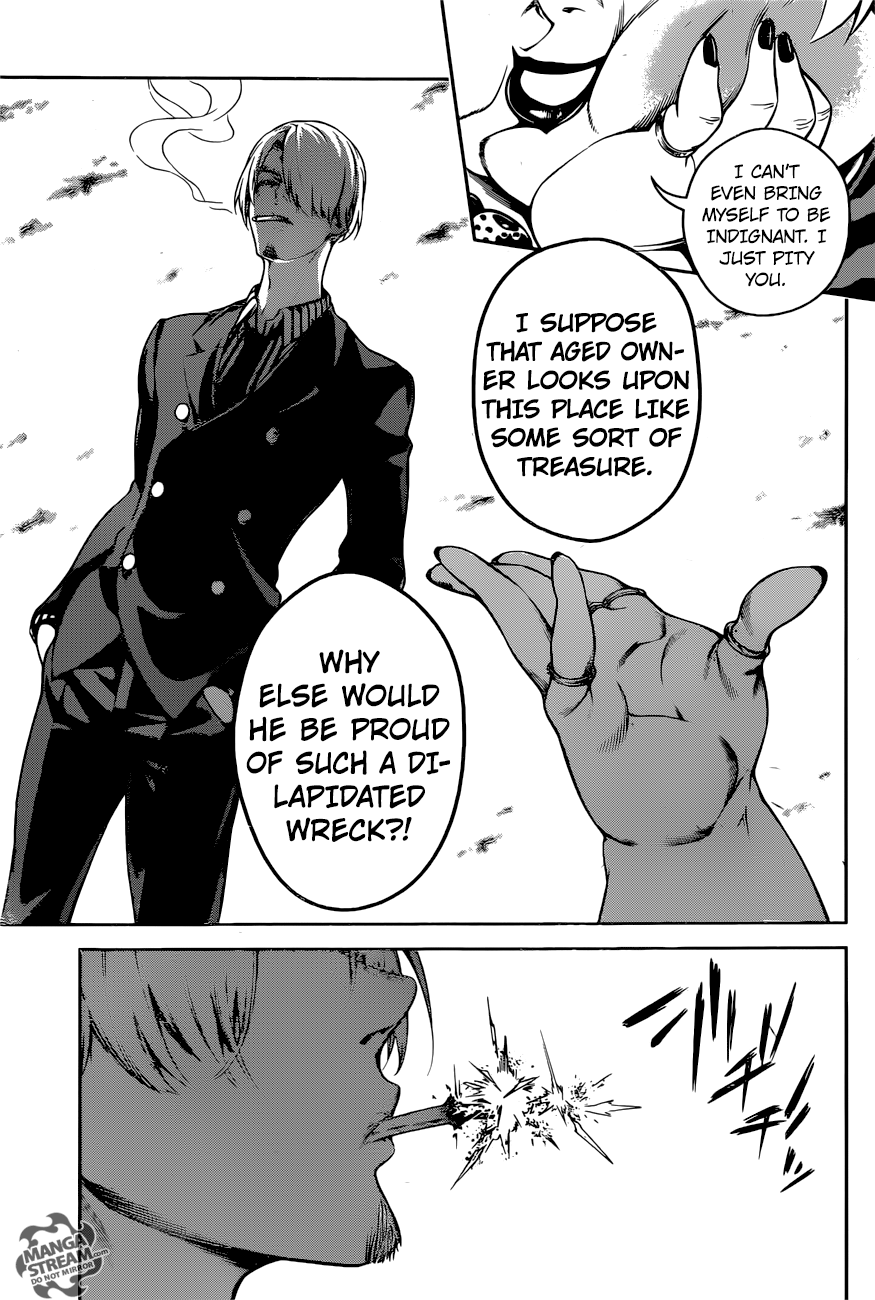 I CAN'T
EVEN BRING
MYSELF TO BE
INDIGNANT. I
JUST PITY
YOU.
I SUPPOSE
THAT AGED OWN-
ER LOOKS UPON
THIS PLACE LIKE
SOME SORT OF
TREASURE.
WHY
ELSE WOULD
HE BE PROUD
OF SUCH A DI-
LAPIDATED
WRECK?!
MANGA
STREAM.COM
DO NOT MIRROR